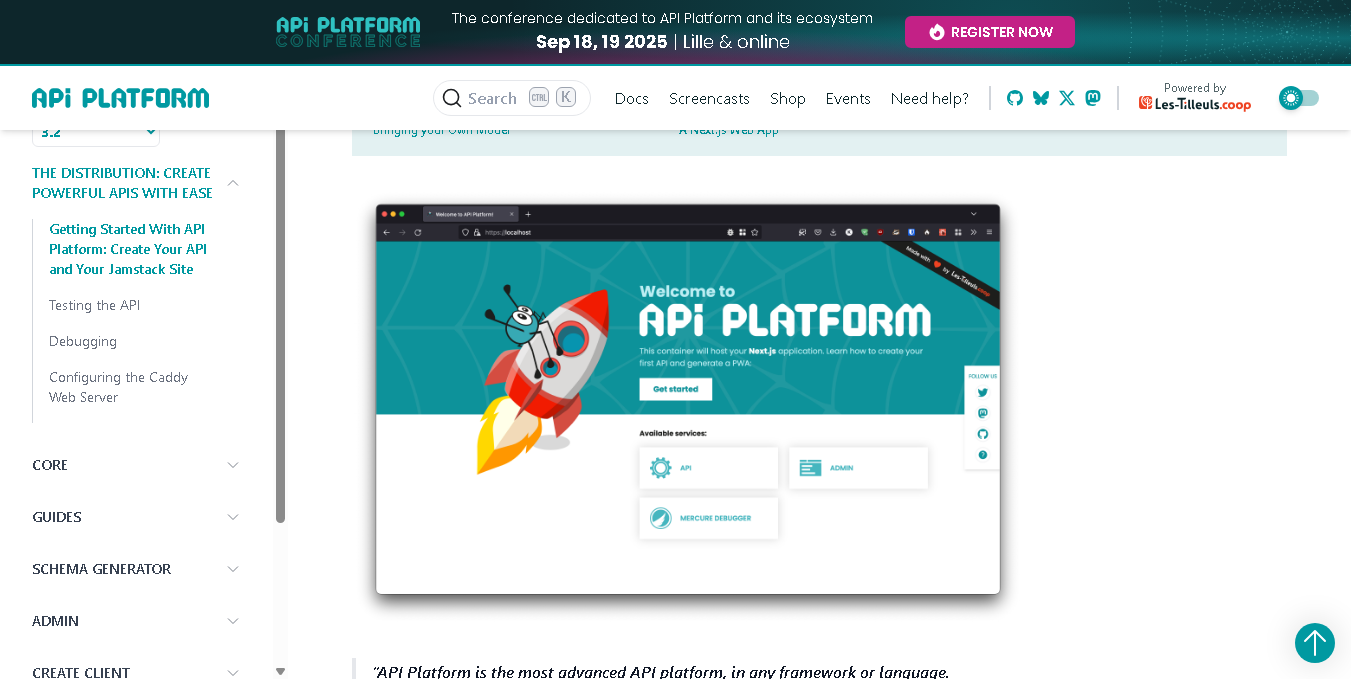 API PLATFORM
CONFERENCE
The conference dedicated to API Platform and its ecosystem
Sep 18, 19 2025 | Lille & online
REGISTER NOW
API PLATFORM
Search CTRL K
Docs Screencasts Shop Events Need help?
Powered by
Les-Tilleuls.coop
3.2
Bringing your Own Model
A Next.js Web App
THE DISTRIBUTION: CREATE
POWERFUL APIS WITH EASE
Getting Started With API
Platform: Create Your API
and Your Jamstack Site
Testing the API
Debugging
Configuring the Caddy
Web Server
CORE
GUIDES
SCHEMA GENERATOR
ADMIN
CREATE CLIENT
Welcome to API Platform!
https://localhost
Made with by Les-Tilleuls.coop
Welcome to
API PLATFORM
This container will host your Next.js application. Learn how to create your
first API and generate a PWA:
Get started
FOLLOW US
Available services:
API
ADMIN
MERCURE DEBUGGER
"API Platform is the most advanced API platform, in any framework or language.